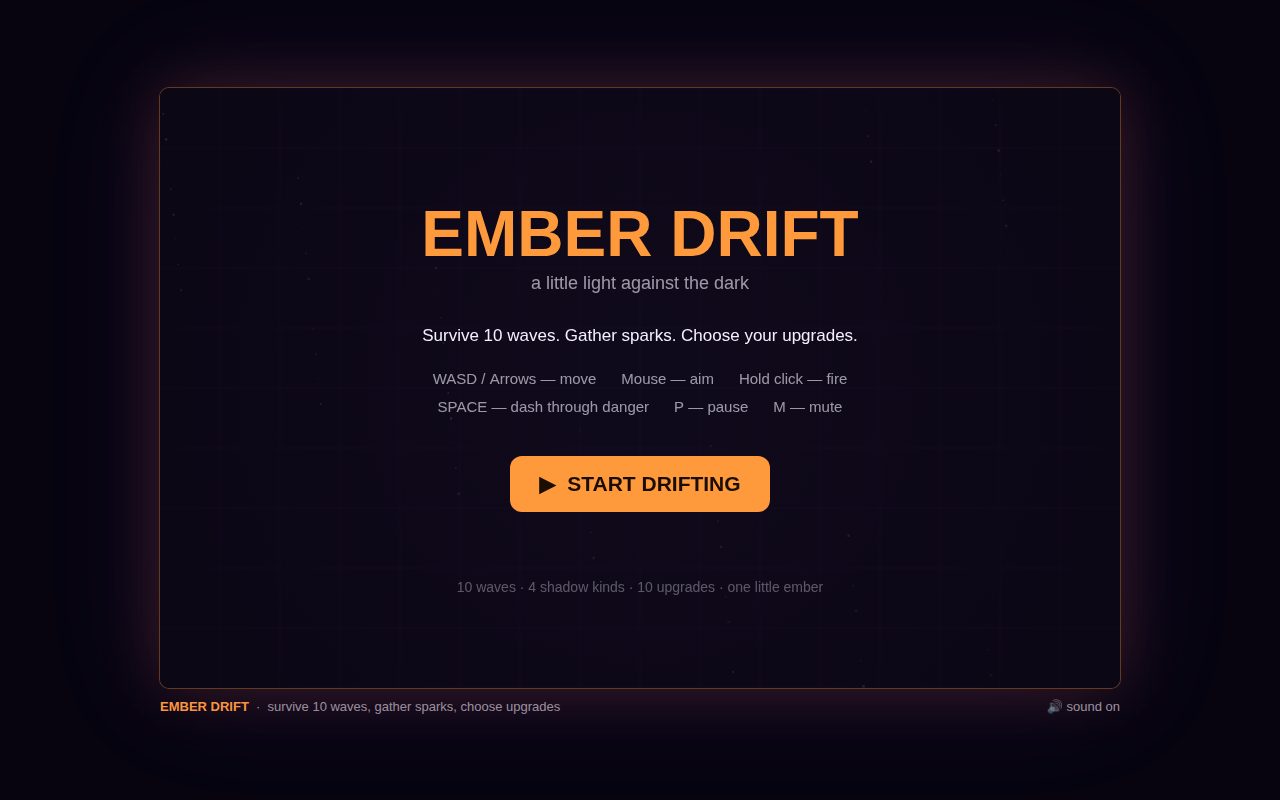 EMBER DRIFT
a little light against the dark
Survive 10 waves. Gather sparks. Choose your upgrades.
WASD / Arrows — move Mouse — aim Hold click — fire
SPACE — dash through danger P — pause M — mute
▶ START DRIFTING
10 waves · 4 shadow kinds · 10 upgrades · one little ember
EMBER DRIFT · survive 10 waves, gather sparks, choose upgrades
🔊 sound on